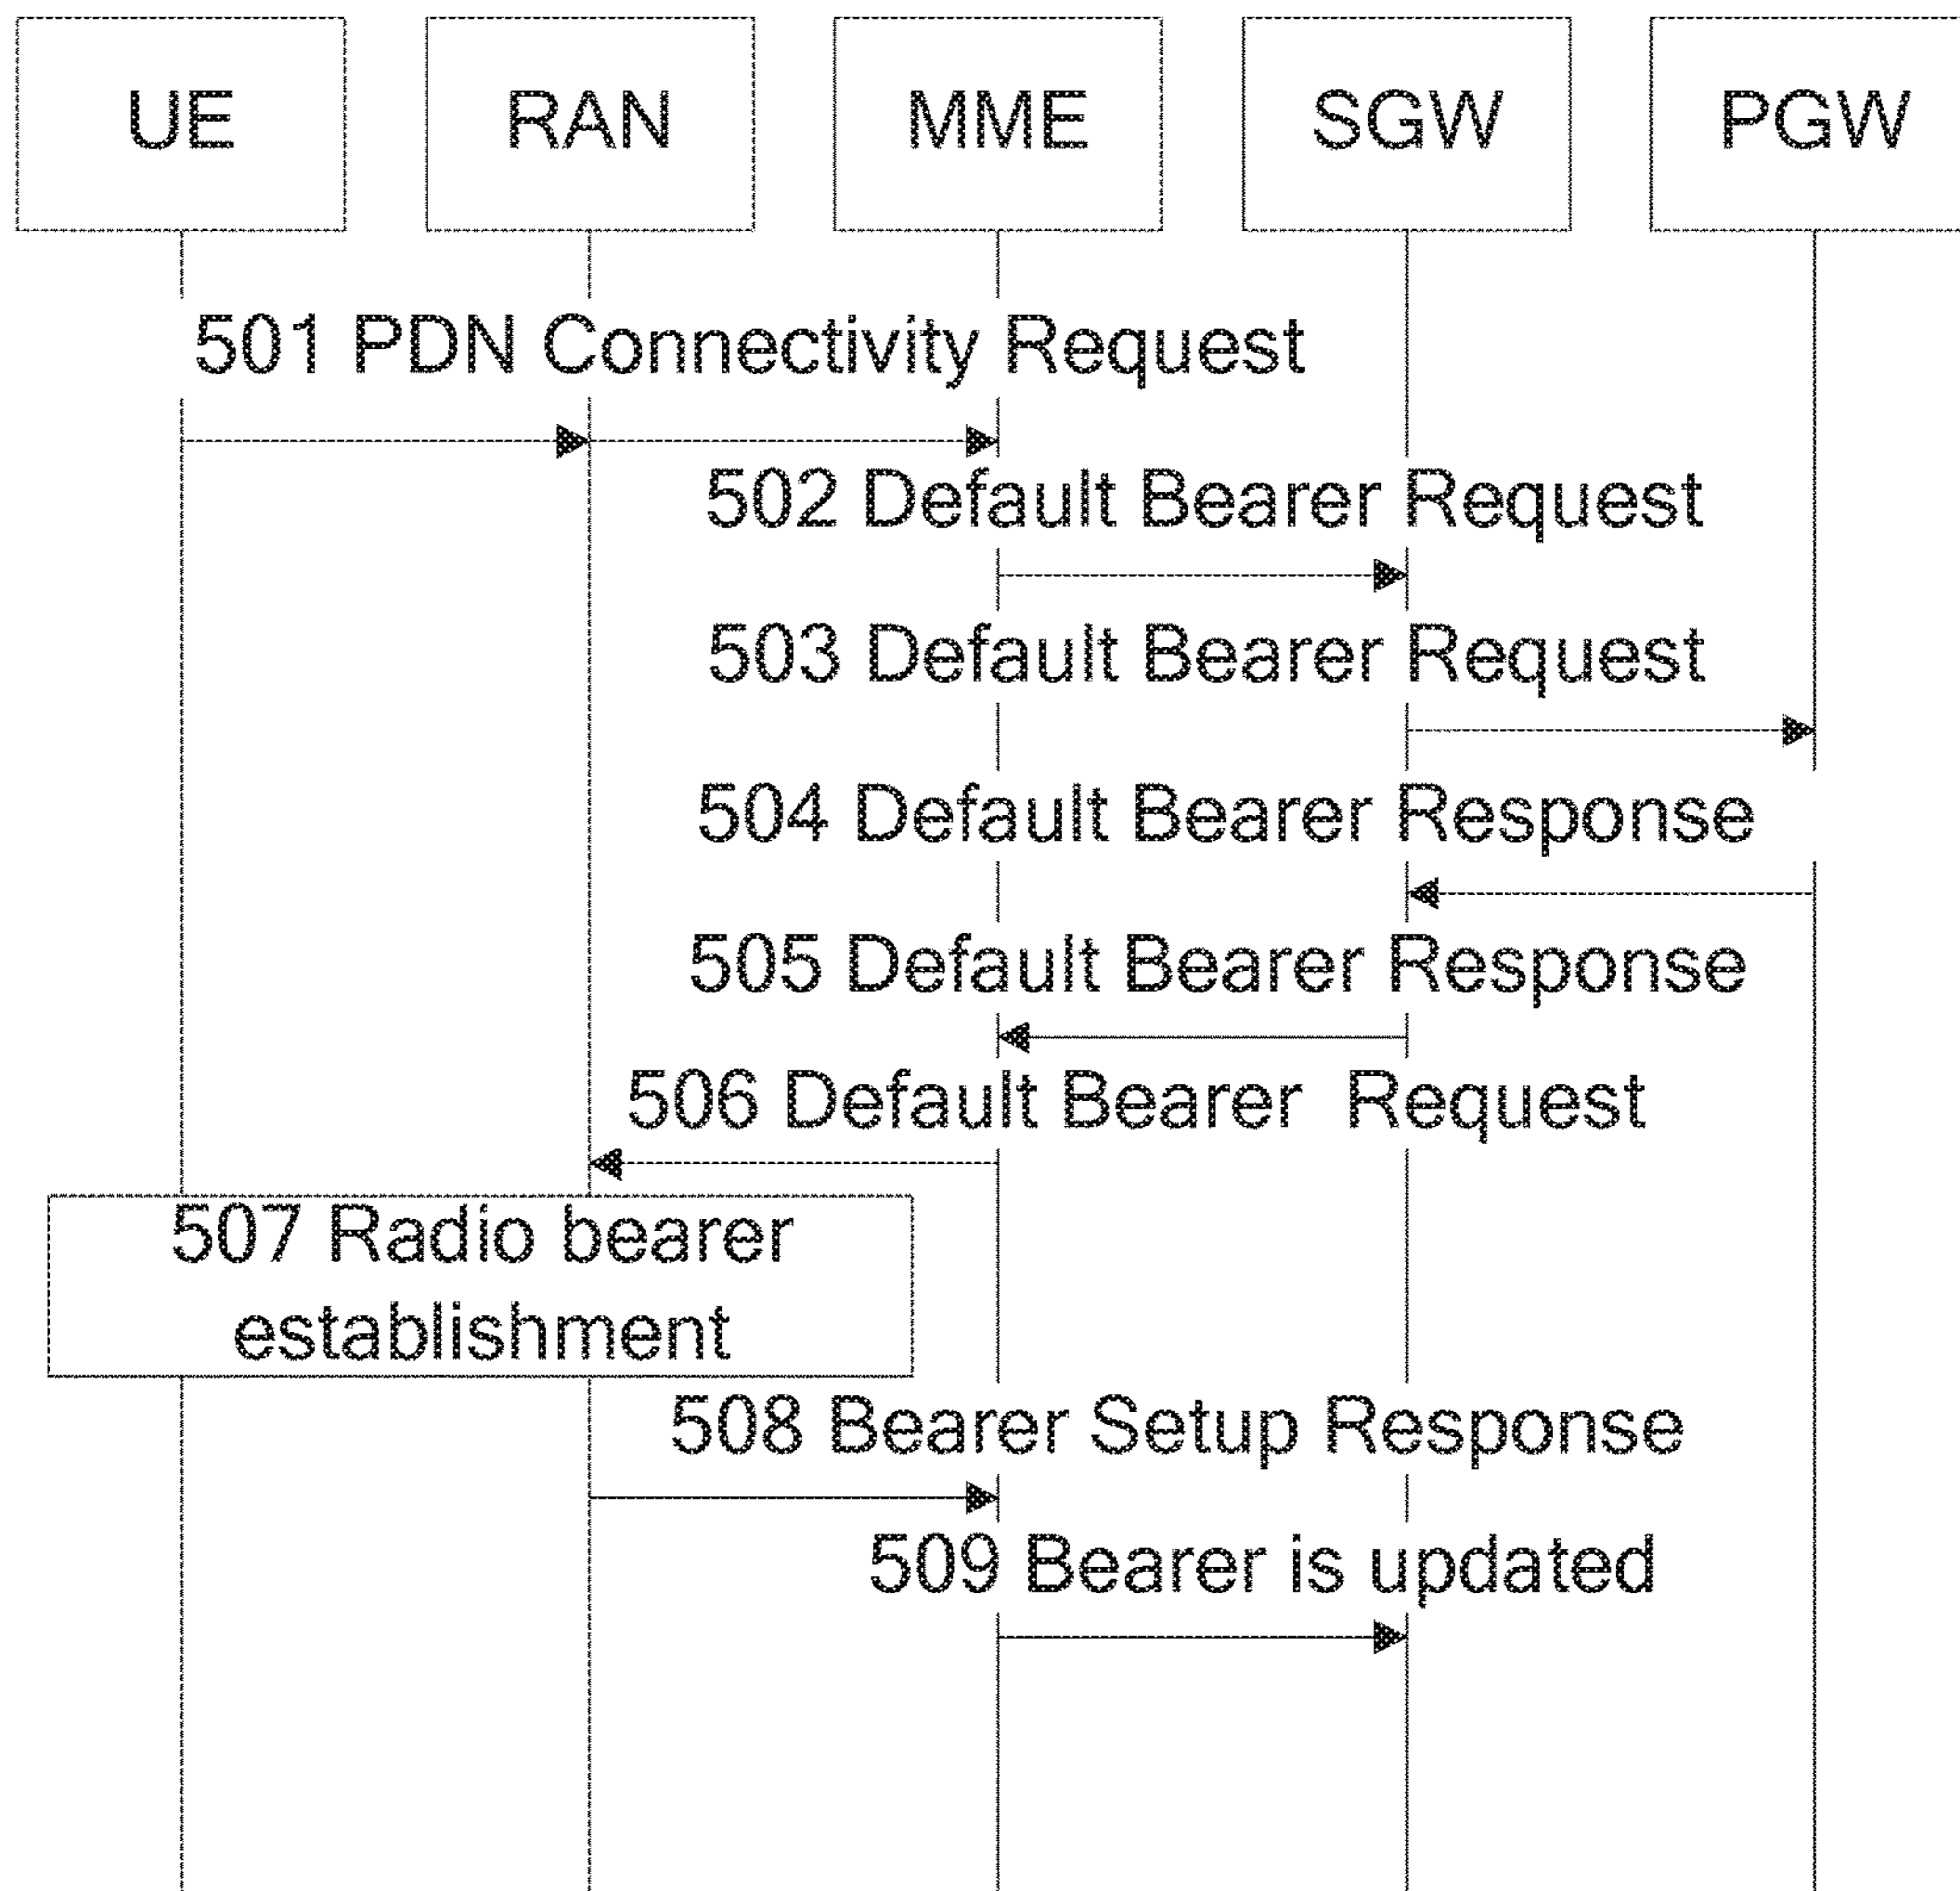 UE RAN MME SGW PGW
501 PDN Connectivity Request
502 Default Bearer Request
503 Default Bearer Request
504 Default Bearer Response
505 Default Bearer Response
506 Default Bearer Request
507 Radio bearer
establishment
508 Bearer Setup Response
509 Bearer is updated